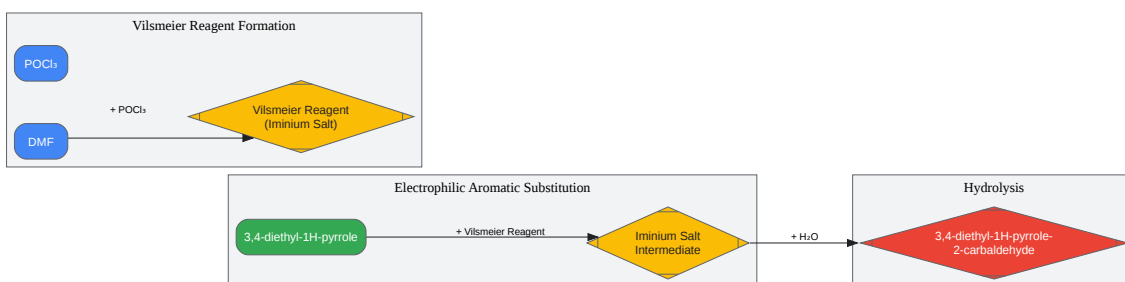 Vilsmeier Reagent Formation
POCl₃
+ POCl₃
Vilsmeier Reagent
(Iminium Salt)
DMF
Electrophilic Aromatic Substitution
3,4-diethyl-1H-pyrrole
+ Vilsmeier Reagent
Iminium Salt
Intermediate
+ H₂O
Hydrolysis
3,4-diethyl-1H-pyrrole-
2-carbaldehyde